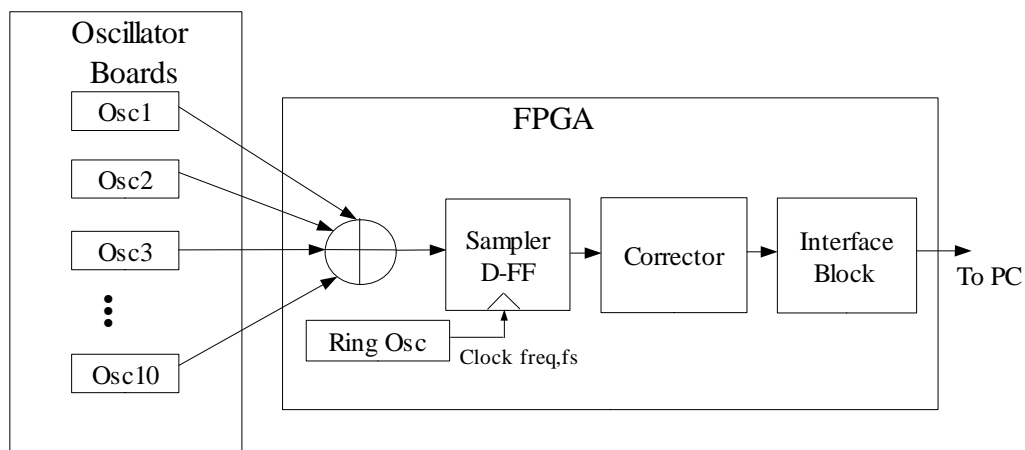 Oscillator
Boards
Osc1
Osc2
Osc3
Osc10
FPGA
Sampler
D-FF
Ring Osc
Clock freq,fs
Corrector
Interface
Block
To PC